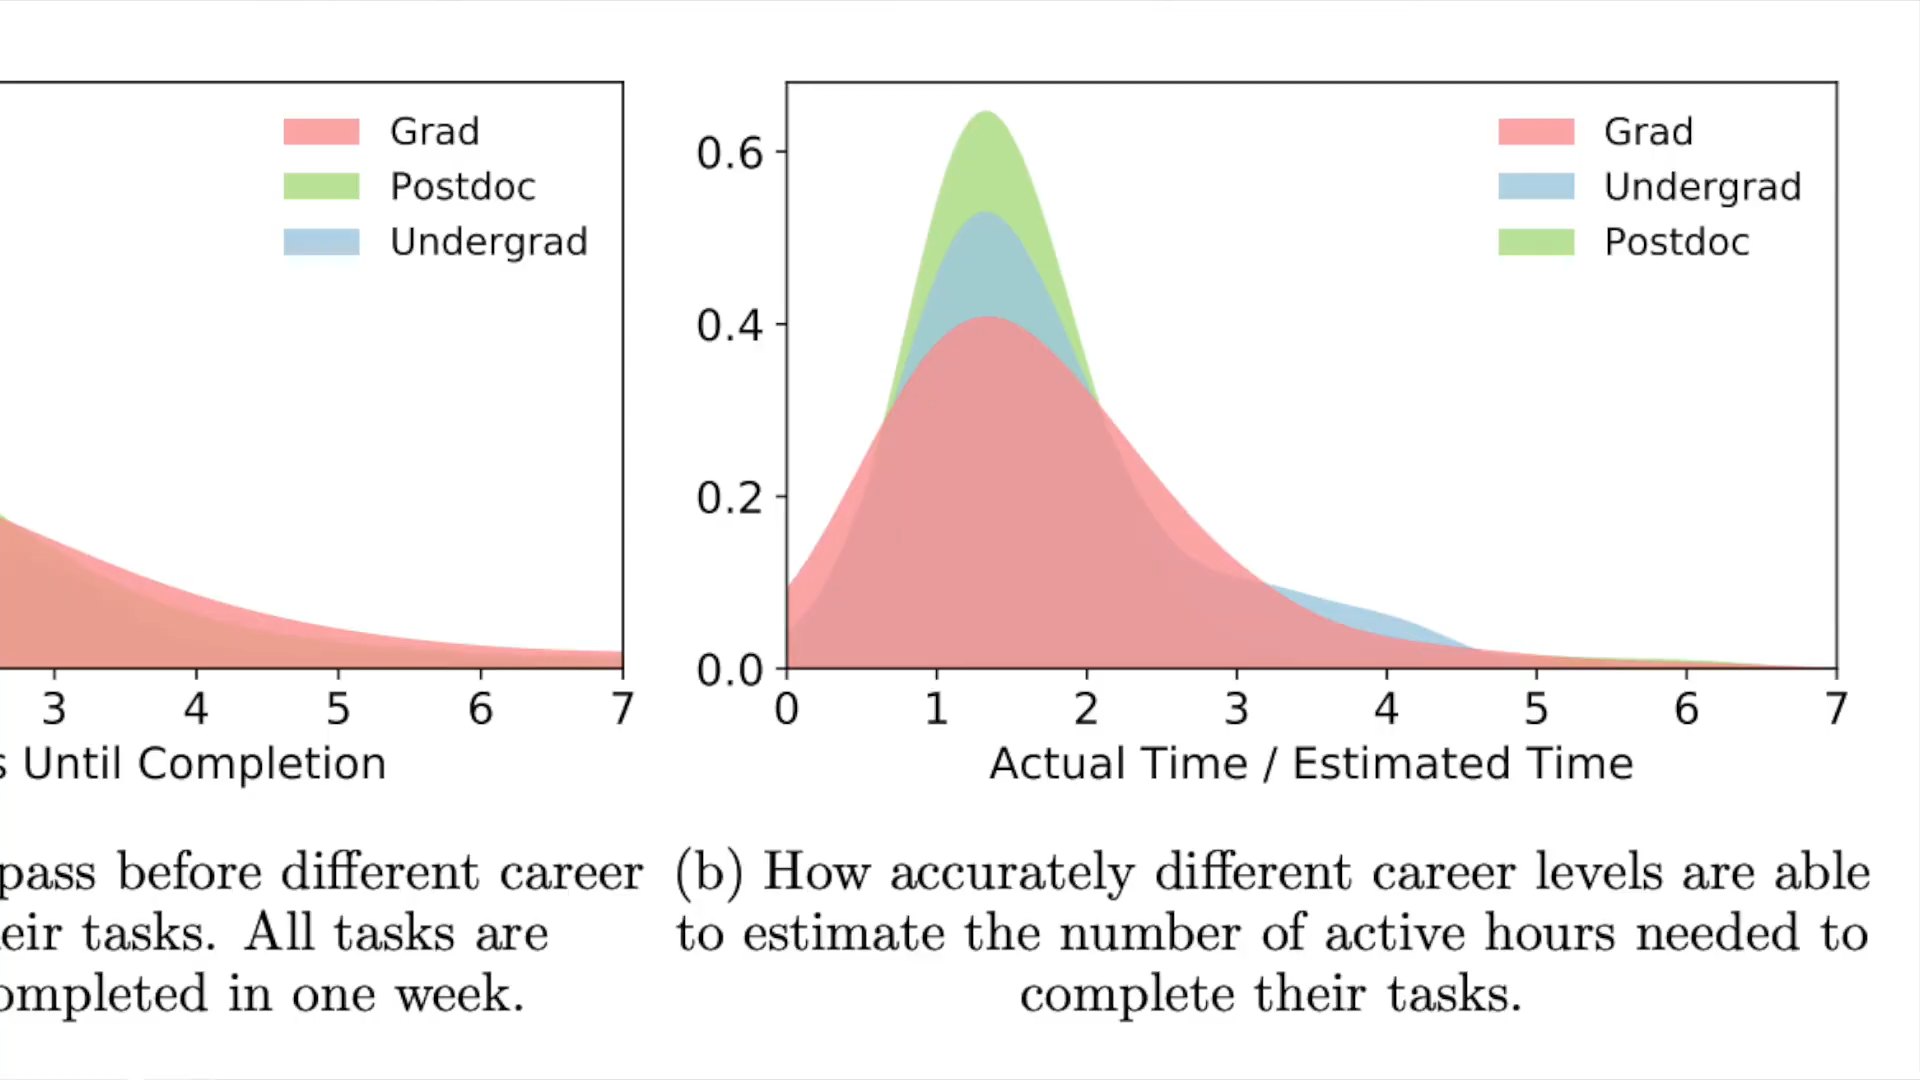 Grad
Postdoc
Undergrad
3 4 5 6 7
s Until Completion
pass before different career
eir tasks. All tasks are
ompleted in one week.
0.6
0.4
0.2
0.0
Grad
Undergrad
Postdoc
0 1 2 3 4 5 6 7
Actual Time / Estimated Time
(b) How accurately different career levels are able
to estimate the number of active hours needed to
complete their tasks.